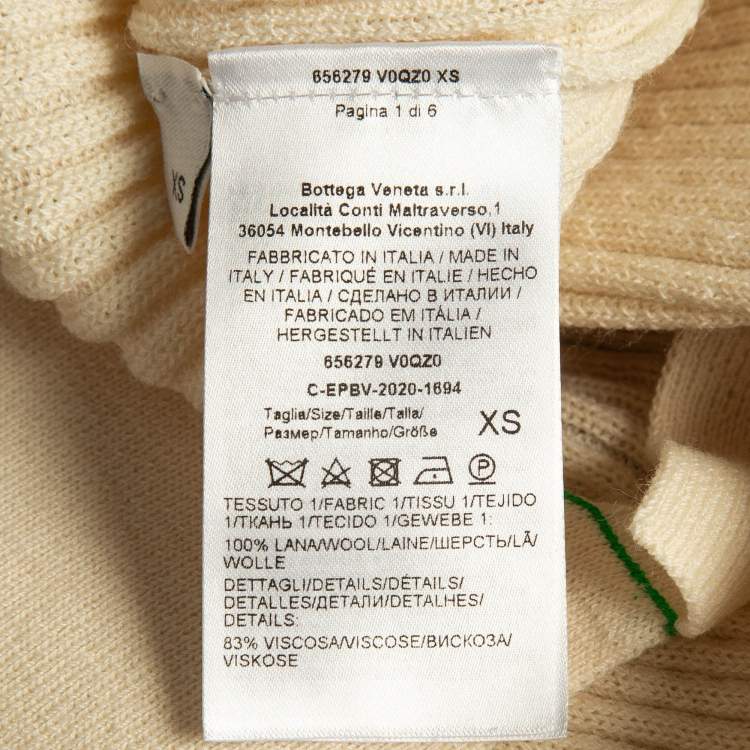 656279 V0QZ0 XS
Pagina 1 di 6
XS
Bottega Veneta s.r.l.
Località Conti Maltraverso,1
36054 Montebello Vicentino (VI) Italy
FABBRICATO IN ITALIA / MADE IN
ITALY / FABRIQUÉ EN ITALIE / HECHO
EN ITALIA / СДЕЛАНО В ИТАЛИИ /
FABRICADO EM ITÁLIA /
HERGESTELLT IN ITALIEN
656279 V0QZ0
C-EPBV-2020-1694
Taglia/Size/Taille/Talla/
Размер/Tamanho/Größe
XS
P
TESSUTO 1/FABRIC 1/TISSU 1/TEJIDO
1/ТКАНЬ 1/TECIDO 1/GEWEBE 1:
100% LANA/WOOL/LAINE/ШЕРСТЬ/LÃ/
WOLLE
DETTAGLI/DETAILS/DÉTAILS/
DETALLES/ДЕТАЛИ/DETALHES/
DETAILS:
83% VISCOSA/VISCOSE/ВИСКОЗА/
VISKOSE